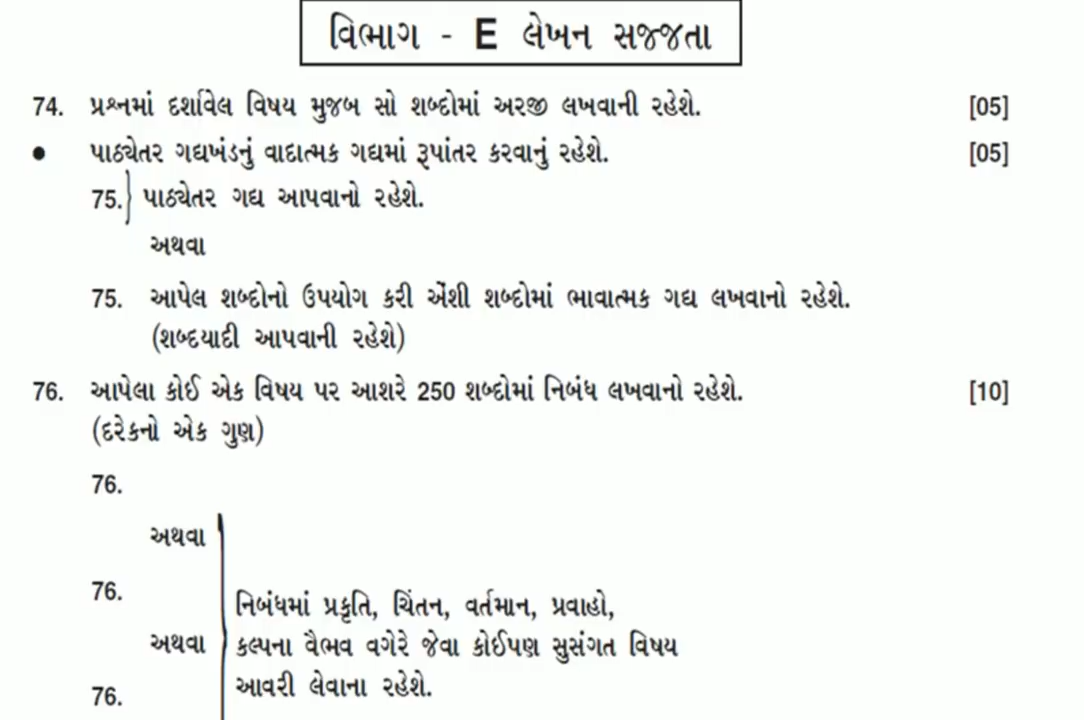 વિભાગ - E લેખન સજ્જતા
74. પ્રશ્નમાં દર્શાવેલ વિષય મુજબ સો શબ્દોમાં અરજી લખવાની રહેશે. [05]
• પાઠ્યેતર ગદ્યખંડનું વાદાત્મક ગદ્યમાં રૂપાંતર કરવાનું રહેશે. [05]
75. પાઠ્યેતર ગદ્ય આપવાનો રહેશે.
અથવા
75. આપેલ શબ્દોનો ઉપયોગ કરી એંશી શબ્દોમાં ભાવાત્મક ગદ્ય લખવાનો રહેશે.
(શબ્દયાદી આપવાની રહેશે)
76. આપેલા કોઈ એક વિષય પર આશરે 250 શબ્દોમાં નિબંધ લખવાનો રહેશે. [10]
(દરેકનો એક ગુણ)
76.
અથવા
76.
નિબંધમાં પ્રકૃતિ, ચિંતન, વર્તમાન, પ્રવાહો,
અથવા કલ્પના વૈભવ વગેરે જેવા કોઈપણ સુસંગત વિષય
આવરી લેવાના રહેશે.
76.